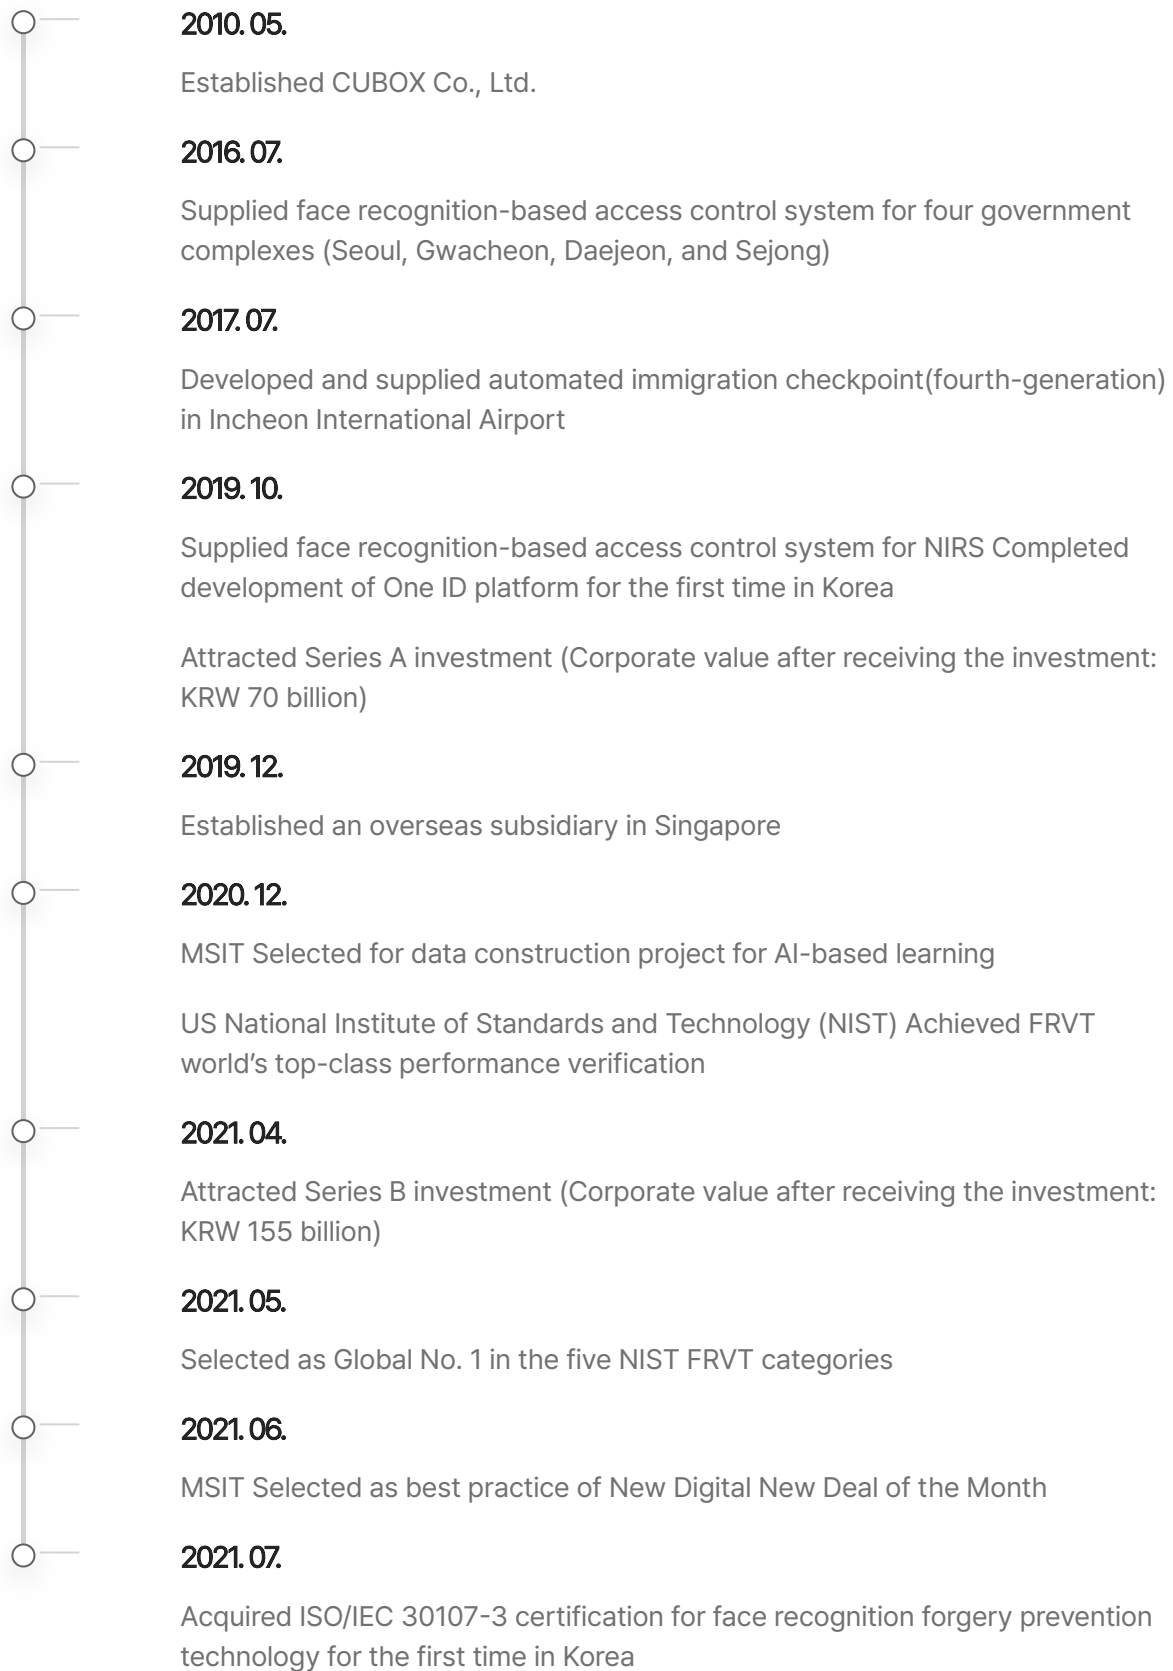 2010. 05.
Established CUBOX Co., Ltd.
2016. 07.
Supplied face recognition-based access control system for four government
complexes (Seoul, Gwacheon, Daejeon, and Sejong)
2017. 07.
Developed and supplied automated immigration checkpoint(fourth-generation)
in Incheon International Airport
2019. 10.
Supplied face recognition-based access control system for NIRS Completed
development of One ID platform for the first time in Korea
Attracted Series A investment (Corporate value after receiving the investment:
KRW 70 billion)
2019. 12.
Established an overseas subsidiary in Singapore
2020. 12.
MSIT Selected for data construction project for AI-based learning
US National Institute of Standards and Technology (NIST) Achieved FRVT
world’s top-class performance verification
2021. 04.
Attracted Series B investment (Corporate value after receiving the investment:
KRW 155 billion)
2021. 05.
Selected as Global No. 1 in the five NIST FRVT categories
2021. 06.
MSIT Selected as best practice of New Digital New Deal of the Month
2021. 07.
Acquired ISO/IEC 30107-3 certification for face recognition forgery prevention
technology for the first time in Korea